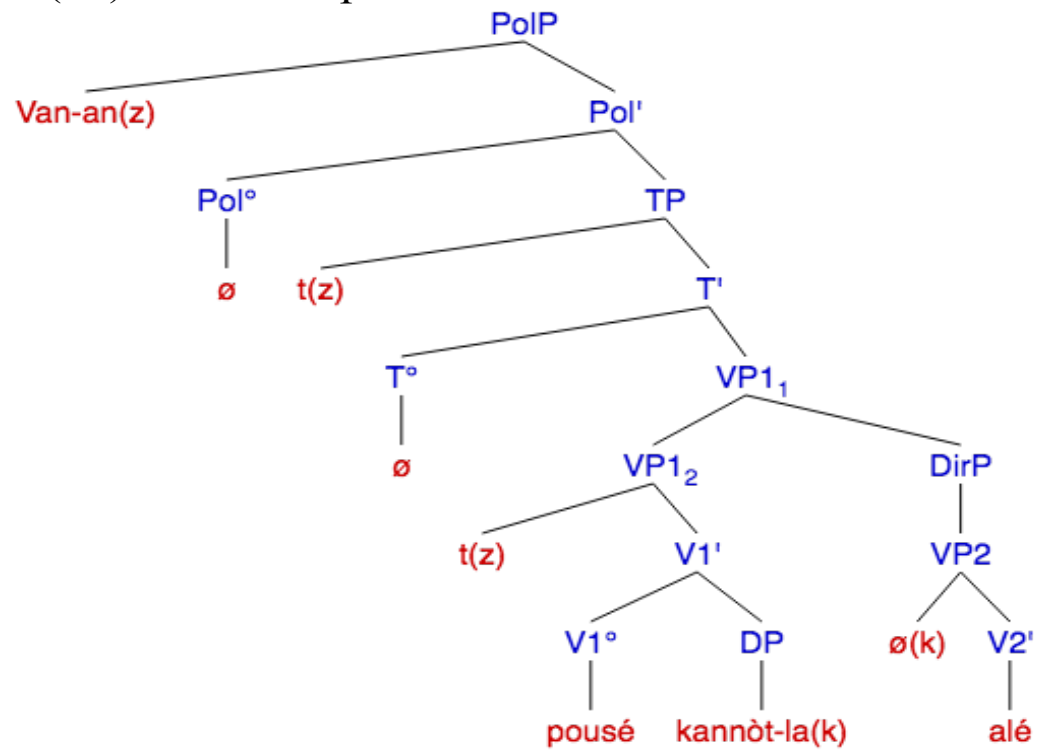 PolP
Van-an(z) Pol'
Pol° TP
ø t(z) T'
T° VP1₁
ø VP1₂ DirP
t(z) V1' VP2
V1° DP ø(k) V2'
pousé kannòt-la(k) alé